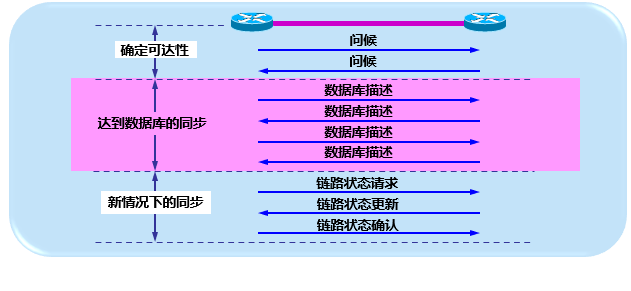 确定可达性
问候
问候
达到数据库的同步
数据库描述
数据库描述
数据库描述
数据库描述
新情况下的同步
链路状态请求
链路状态更新
链路状态确认